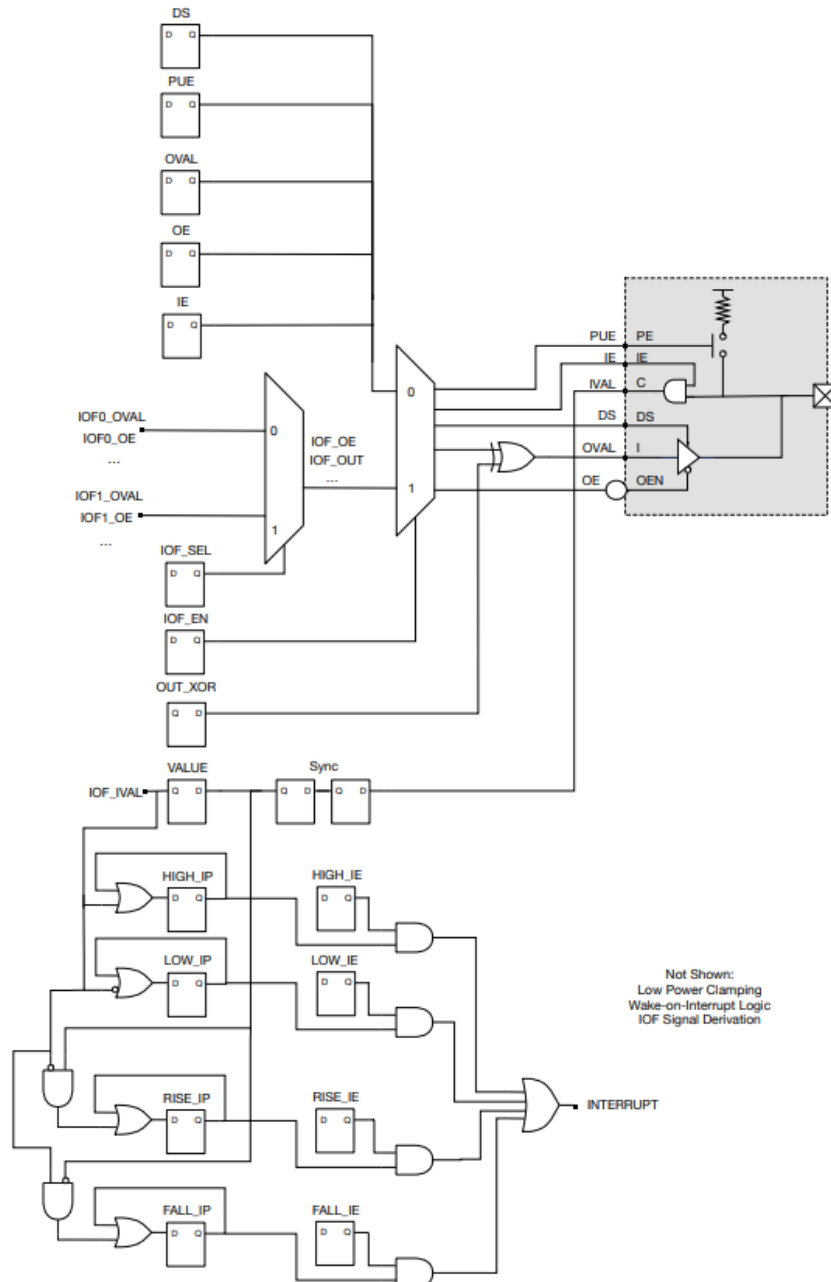 DS
D Q
PUE
D Q
OVAL
D Q
OE
D Q
IE
D Q
PUE PE
IE IE
IVAL C
DS DS
OVAL I
OE OEN
0
1
IOF0_OVAL
IOF0_OE
...
0
IOF_OE
IOF_OUT
...
IOF1_OVAL
IOF1_OE
...
1
IOF_SEL
D Q
IOF_EN
D Q
OUT_XOR
Q D
VALUE
Sync
IOF_IVAL
Q D
Q D
Q D
HIGH_IP
D Q
HIGH_IE
D Q
LOW_IP
D Q
LOW_IE
D Q
Not Shown:
Low Power Clamping
Wake-on-Interrupt Logic
IOF Signal Derivation
RISE_IP
D Q
RISE_IE
D Q
INTERRUPT
FALL_IP
D Q
FALL_IE
D Q